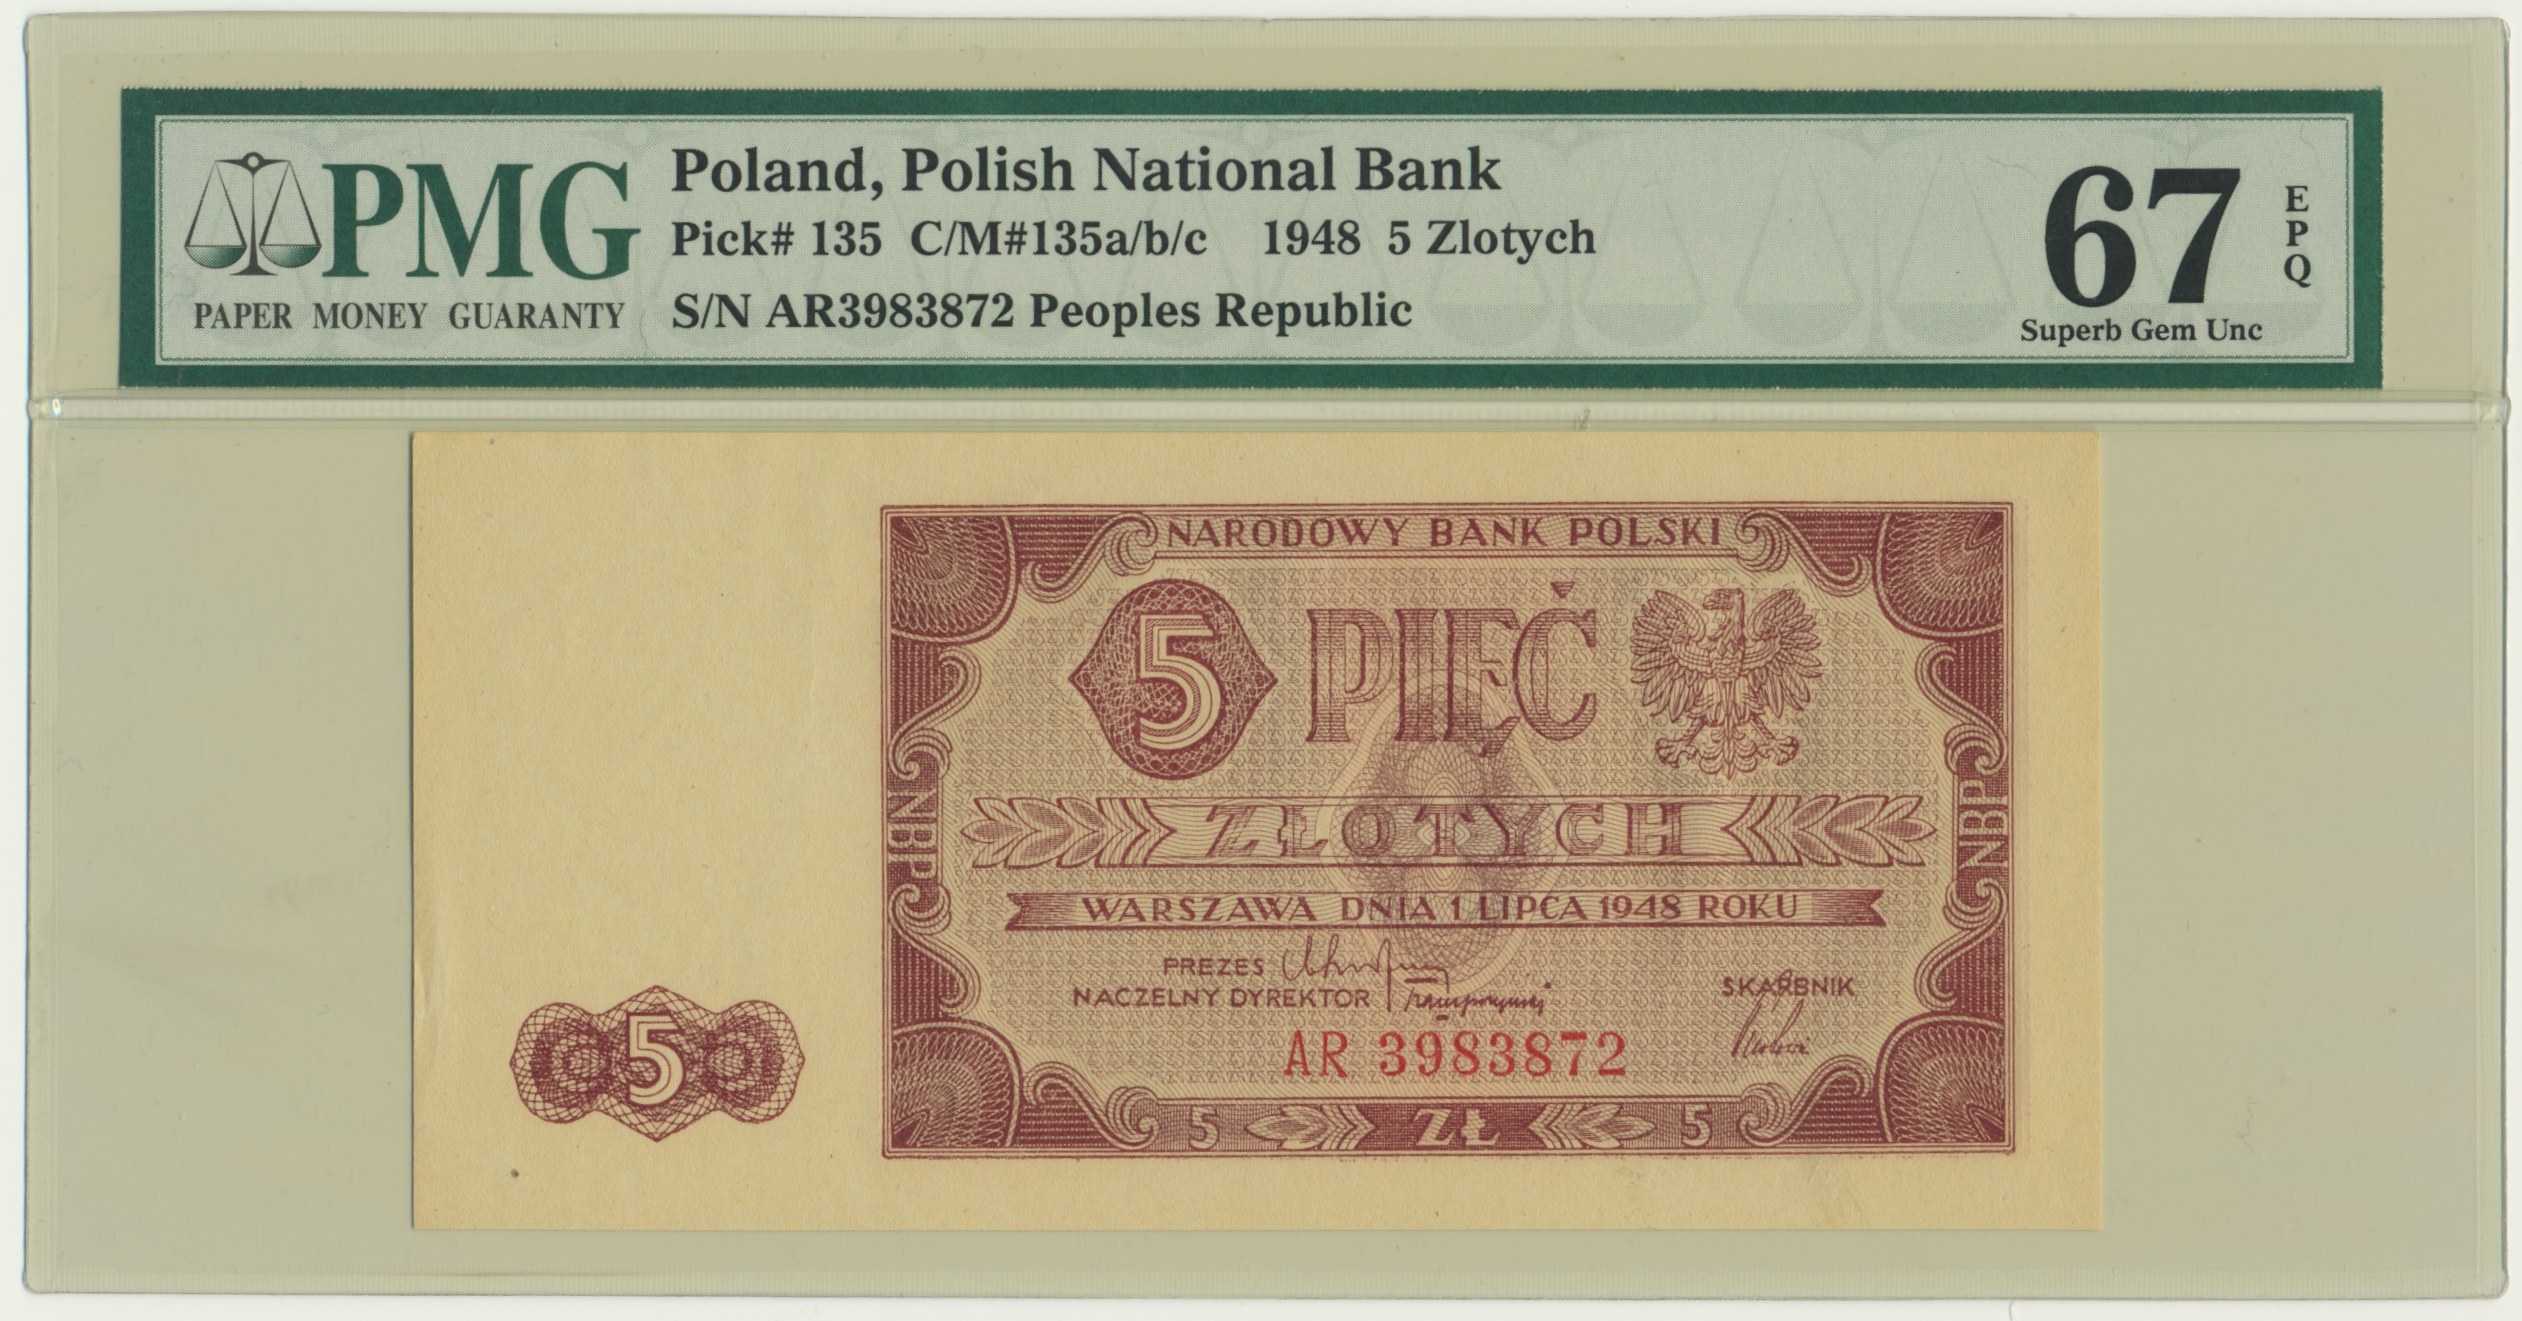 PMG
PAPER MONEY GUARANTY
Poland, Polish National Bank
Pick# 135 C/M#135a/b/c 1948 5 Zlotych
S/N AR3983872 Peoples Republic
67
EPQ
Superb Gem Unc
NARODOWY BANK POLSKI
5 PIĘĆ
ZŁOTYCH
NBP
NBP
WARSZAWA DNIA 1 LIPCA 1948 ROKU
PREZES
NACZELNY DYREKTOR
SKARBNIK
AR 3983872
5
5 ZŁ 5